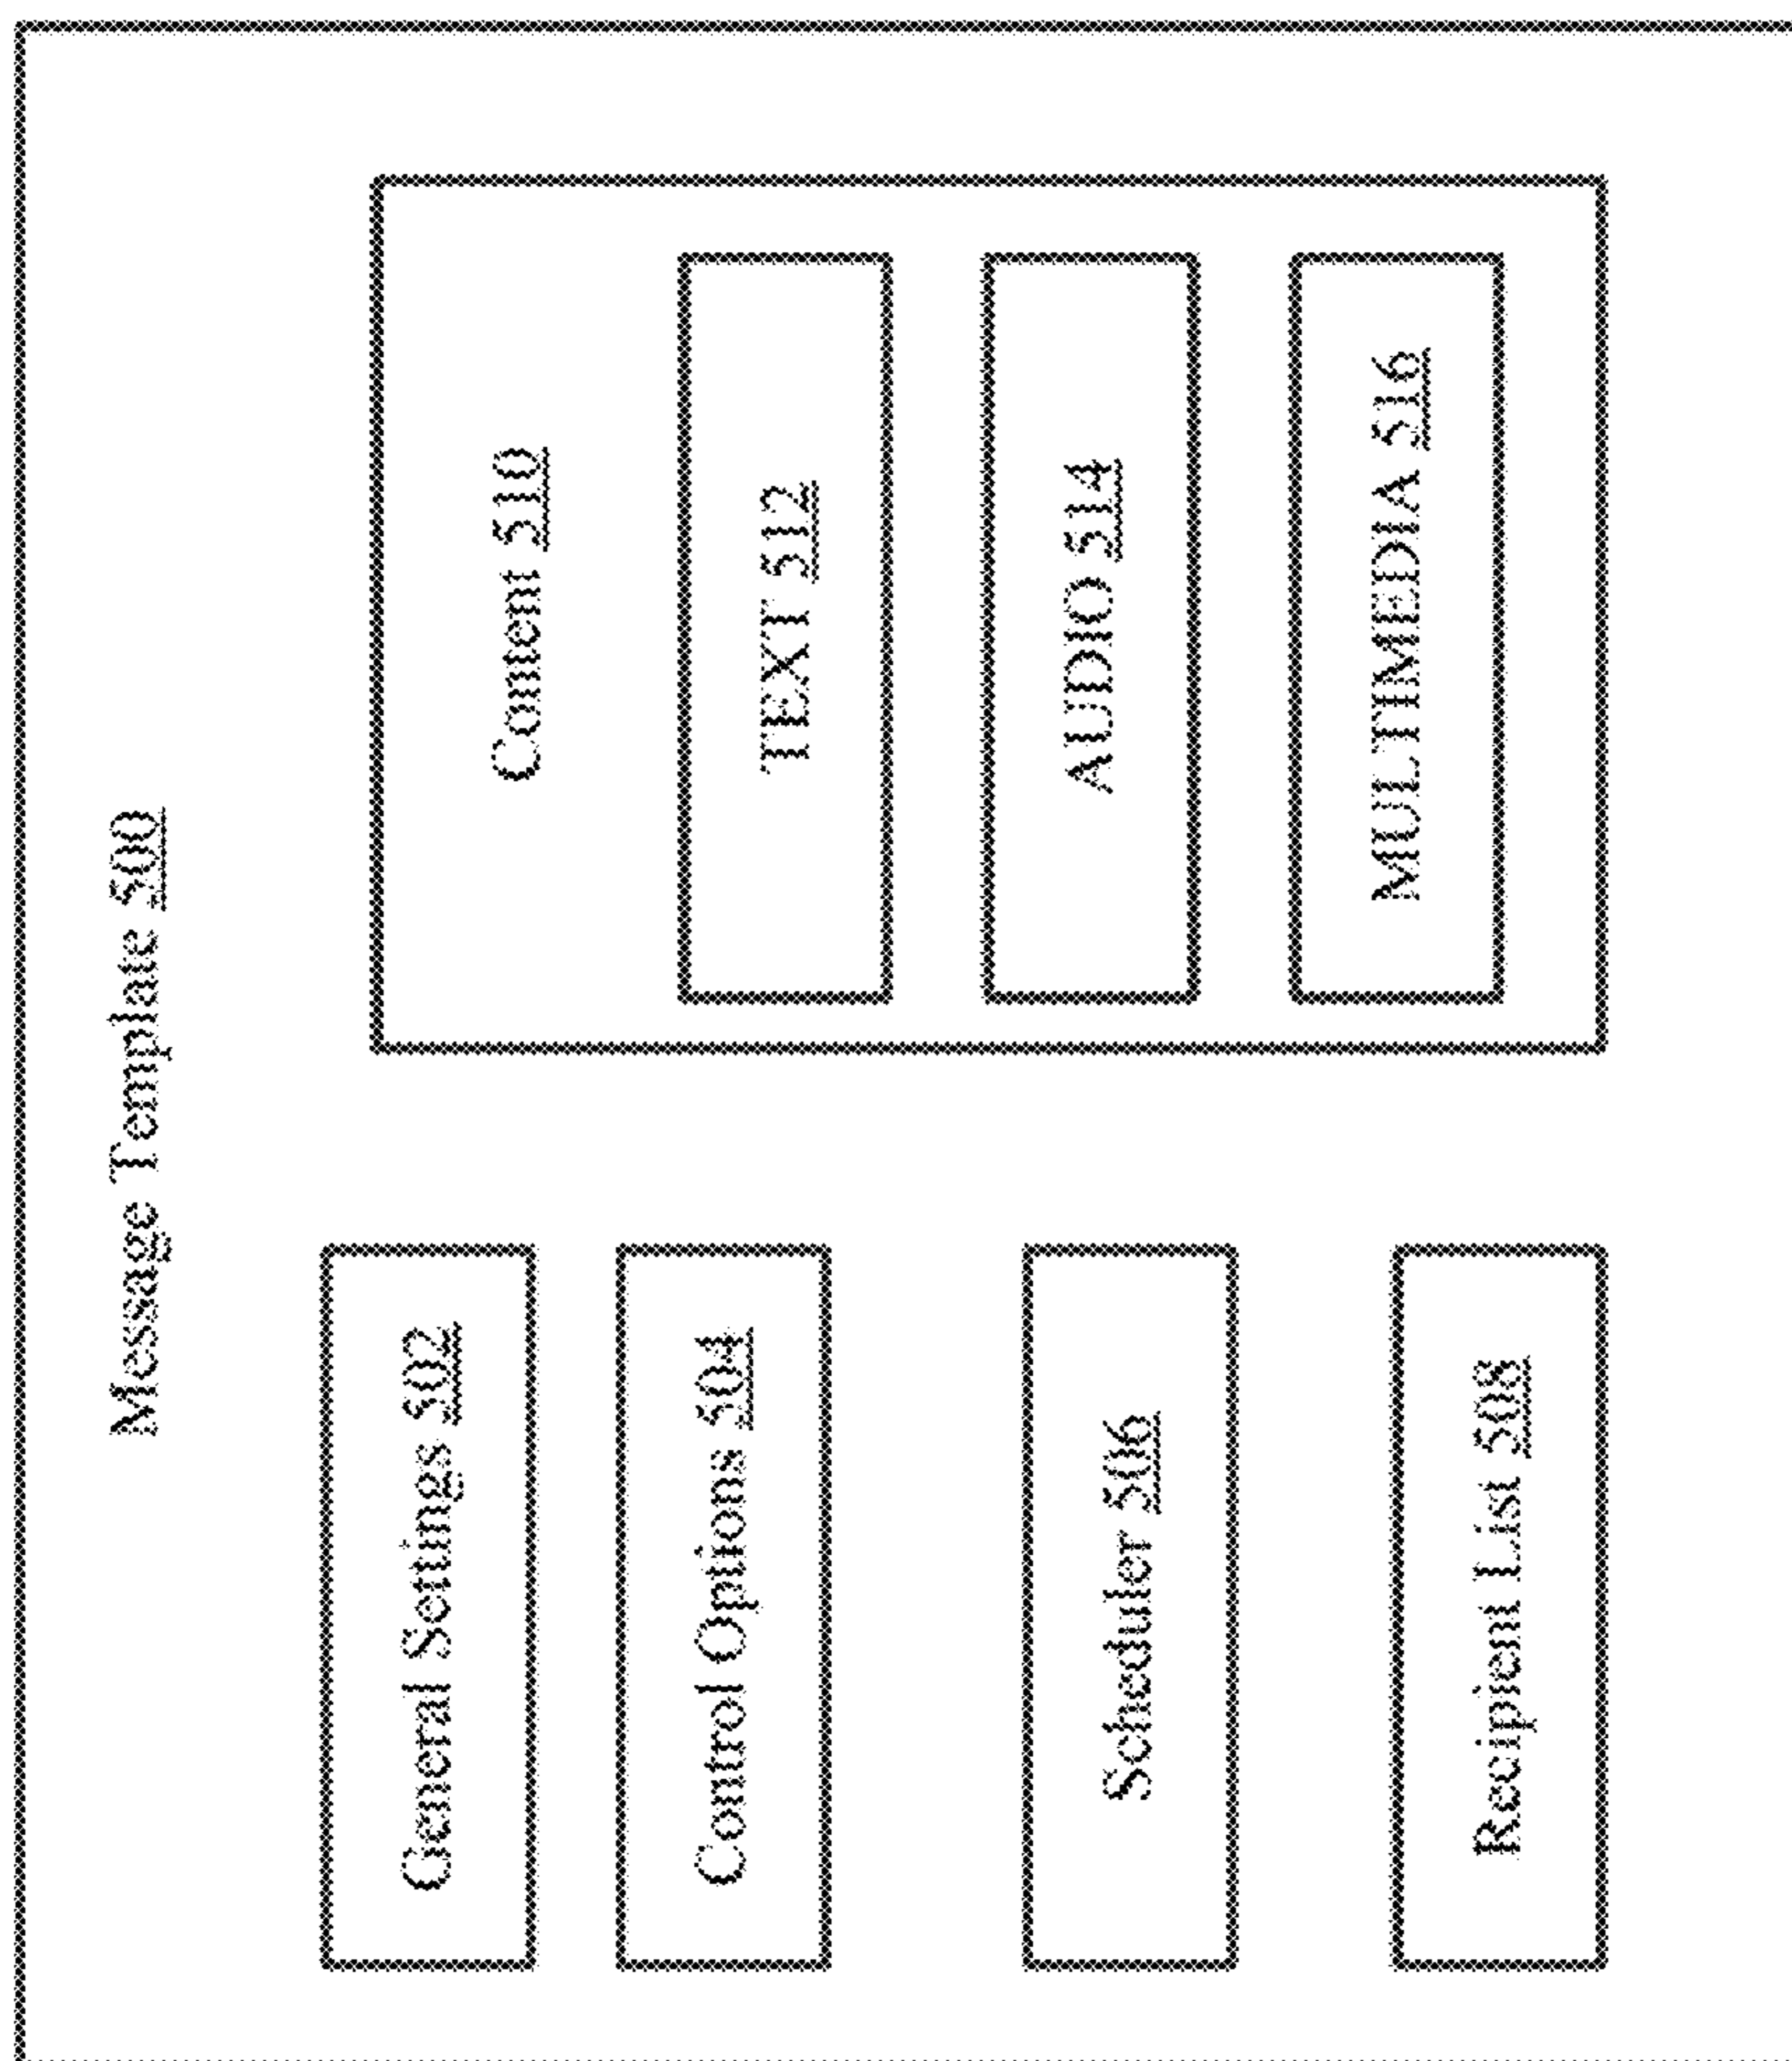 Message Template 500
General Settings 502
Control Options 504
Scheduler 506
Recipient List 508
Content 510
TEXT 512
AUDIO 514
MULTIMEDIA 516